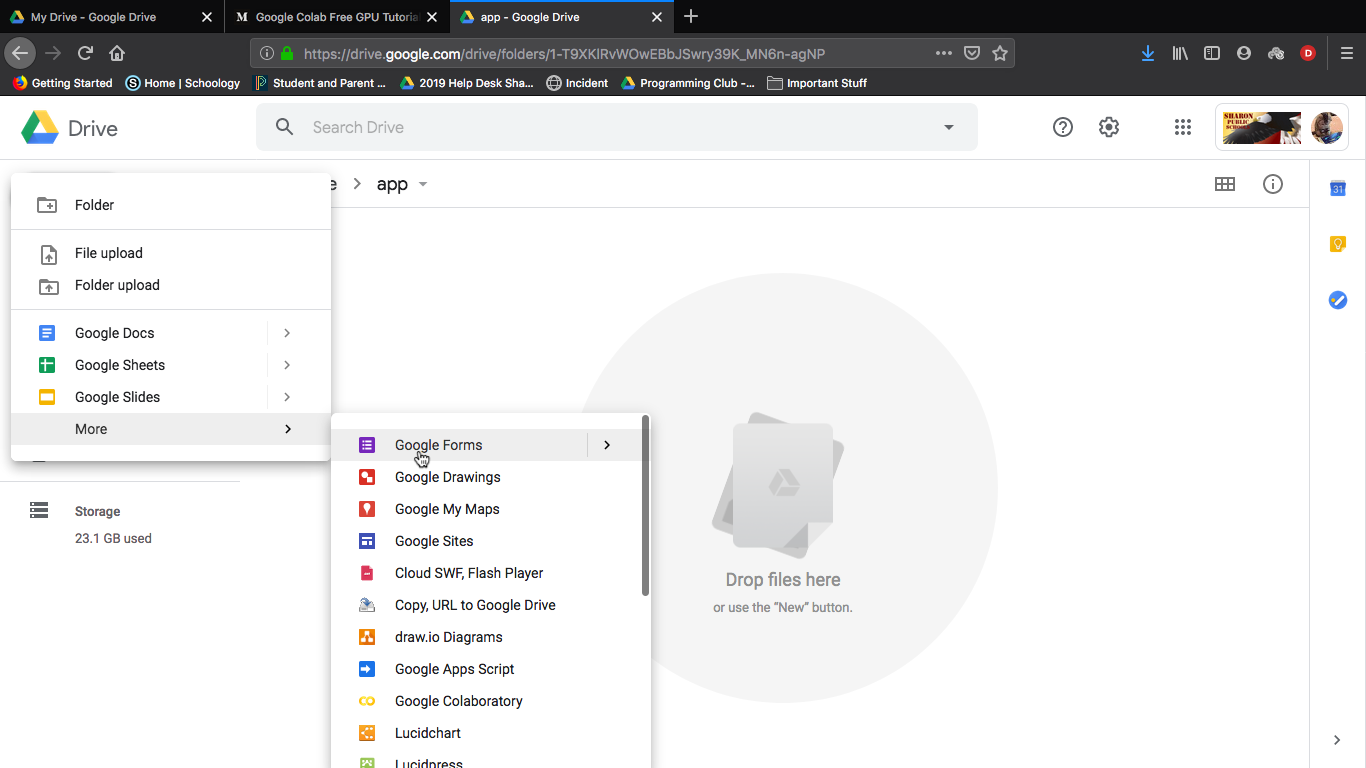 My Drive - Google Drive
Google Colab Free GPU Tutorial
app - Google Drive
https://drive.google.com/drive/folders/1-T9XKlRvWOwEBbJSwry39K_MN6n-agNP
Getting Started
Home | Schoology
Student and Parent ...
2019 Help Desk Sha...
Incident
Programming Club -...
Important Stuff
Drive
Search Drive
SHARON
PUBLIC
SCHOOLS
e > app
Folder
File upload
Folder upload
Google Docs
Google Sheets
Google Slides
More
Google Forms
Google Drawings
Google My Maps
Google Sites
Cloud SWF, Flash Player
Copy, URL to Google Drive
draw.io Diagrams
Google Apps Script
Google Colaboratory
Lucidchart
Lucidpress
Storage
23.1 GB used
Drop files here
or use the "New" button.
31
D